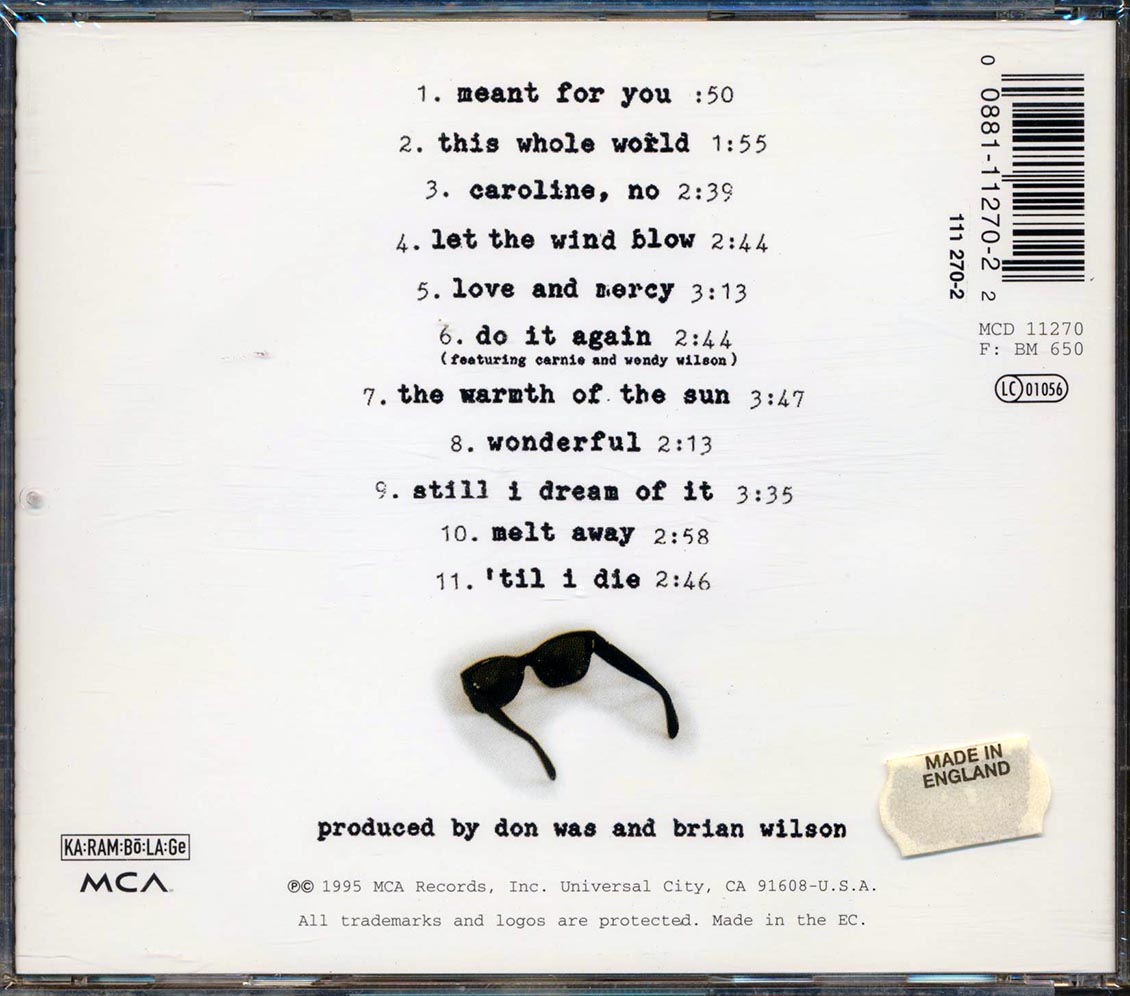 1. meant for you :50
2. this whole world 1:55
3. caroline, no 2:39
4. let the wind blow 2:44
5. love and mercy 3:13
6. do it again 2:44
(featuring carnie and wendy wilson)
7. the warmth of the sun 3:47
8. wonderful 2:13
9. still i dream of it 3:35
10. melt away 2:58
11. 'til i die 2:46
0 0881-11270-2 2
111 270-2
MCD 11270
F: BM 650
LC 01056
MADE IN
ENGLAND
produced by don was and brian wilson
KA:RAM:Bō:LA:Ge
MCA
℗© 1995 MCA Records, Inc. Universal City, CA 91608-U.S.A.
All trademarks and logos are protected. Made in the EC.